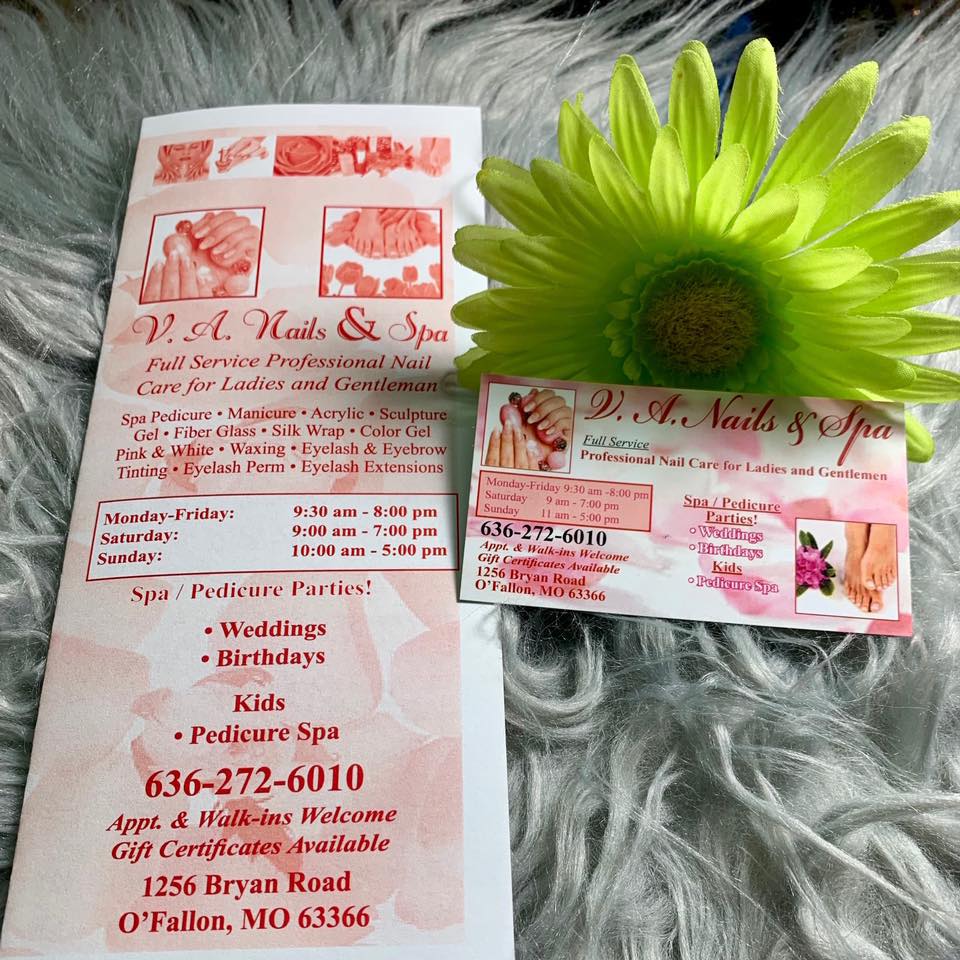 V. A. Nails & Spa
Full Service Professional Nail
Care for Ladies and Gentleman
Spa Pedicure • Manicure • Acrylic • Sculpture
Gel • Fiber Glass • Silk Wrap • Color Gel
Pink & White • Waxing • Eyelash & Eyebrow
Tinting • Eyelash Perm • Eyelash Extensions
Monday-Friday: 9:30 am - 8:00 pm
Saturday: 9:00 am - 7:00 pm
Sunday: 10:00 am - 5:00 pm
Spa / Pedicure Parties!
• Weddings
• Birthdays
Kids
• Pedicure Spa
636-272-6010
Appt. & Walk-ins Welcome
Gift Certificates Available
1256 Bryan Road
O'Fallon, MO 63366
V. A. Nails & Spa
Full Service
Professional Nail Care for Ladies and Gentlemen
Monday-Friday 9:30 am -8:00 pm
Saturday 9 am - 7:00 pm
Sunday 11 am - 5:00 pm
636-272-6010
Appt. & Walk-ins Welcome
Gift Certificates Available
1256 Bryan Road
O'Fallon, MO 63366
Spa / Pedicure
Parties!
• Weddings
• Birthdays
Kids
• Pedicure Spa